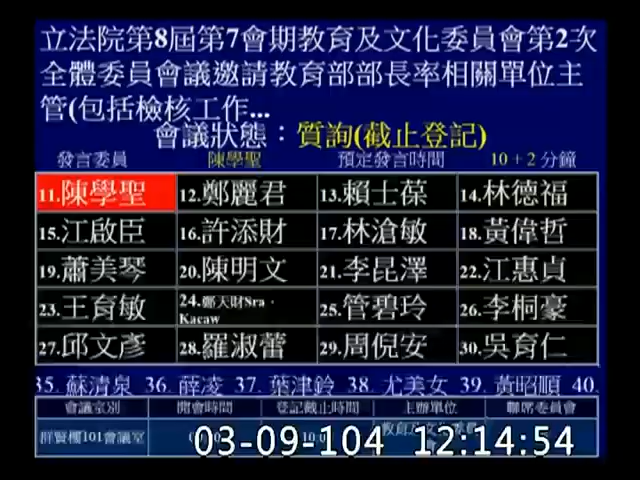 立法院第8屆第7會期教育及文化委員會第2次
全體委員會議邀請教育部部長率相關單位主
管(包括檢核工作...
會議狀態：質詢(截止登記)
發言委員 陳學聖 預定發言時間 10 + 2 分鐘
11.陳學聖 12.鄭麗君 13.賴士葆 14.林德福
15.江啟臣 16.許添財 17.林滄敏 18.黃偉哲
19.蕭美琴 20.陳明文 21.李昆澤 22.江惠貞
23.王育敏 24.鄭天財Sra．Kacaw 25.管碧玲 26.李桐豪
27.邱文彥 28.羅淑蕾 29.周倪安 30.吳育仁
35. 蘇清泉 36. 薛凌 37. 葉津鈴 38. 尤美女 39. 黃昭順 40.
會議室別 開會時間 登記截止時間 主辦單位 聯席委員會
群賢樓101會議室
03-09-104 12:14:54